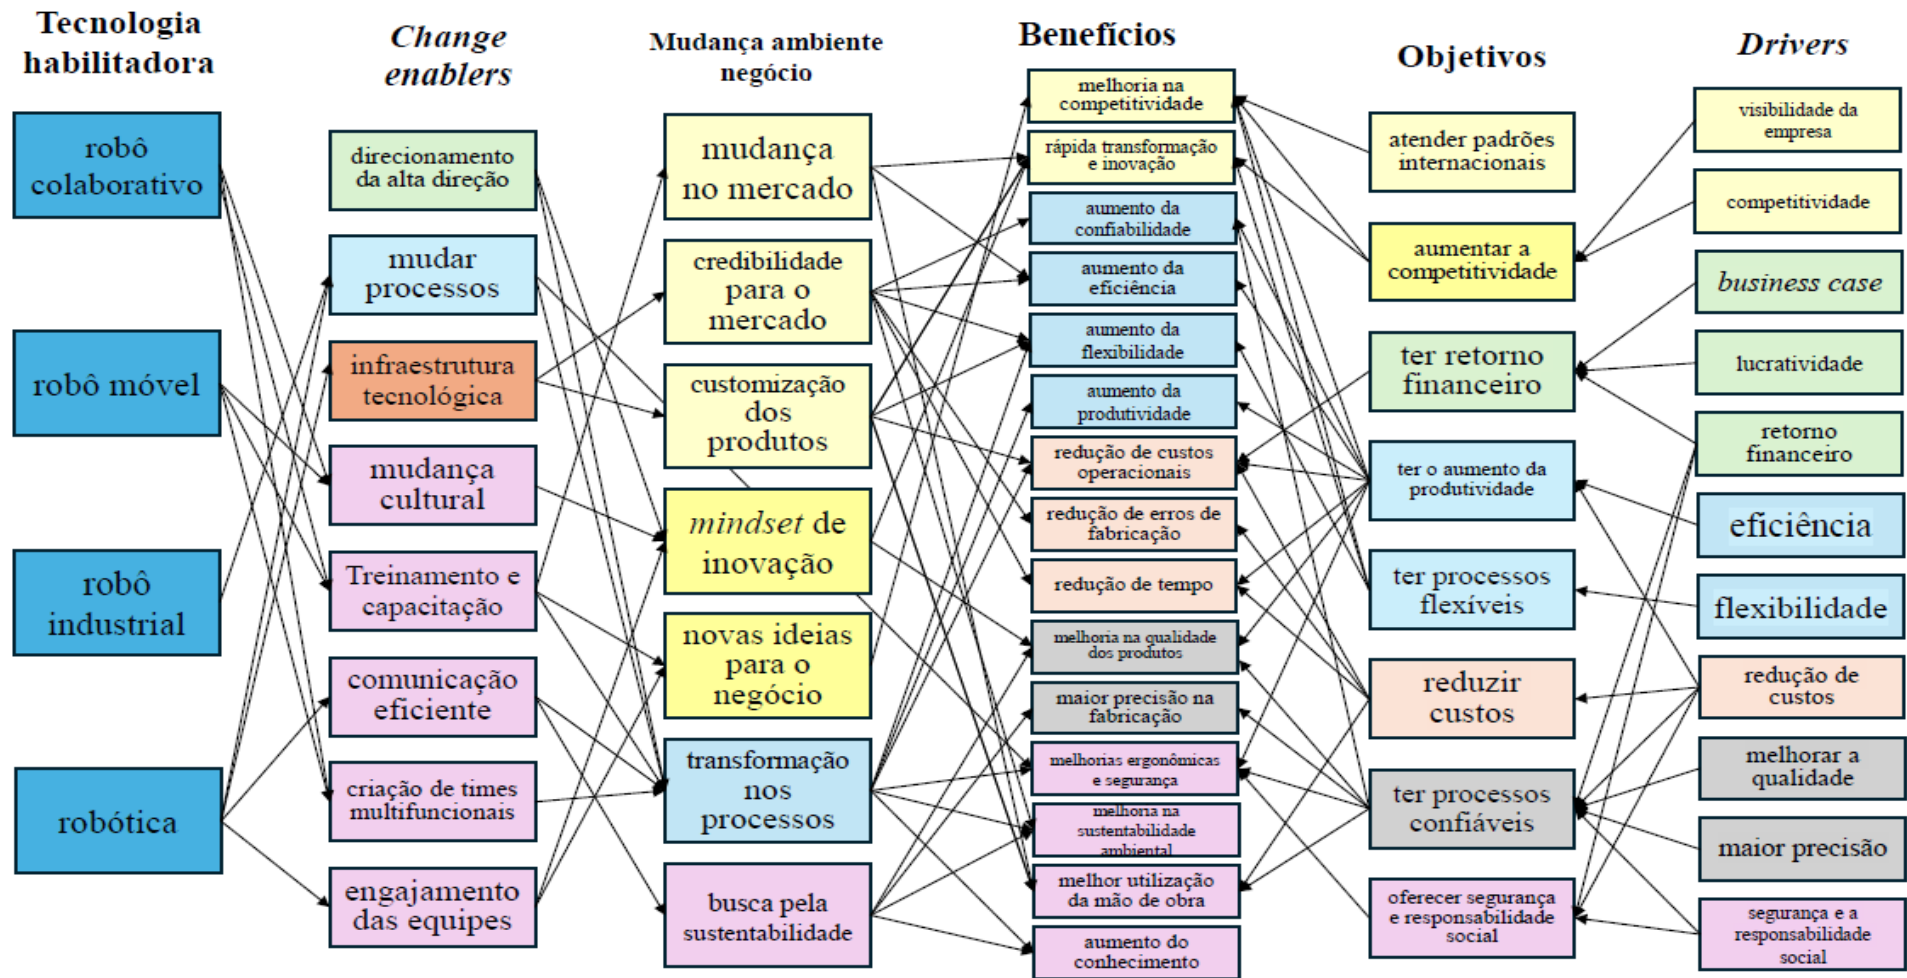 Tecnologia
habilitadora
robô
colaborativo
robô móvel
robô
industrial
robótica
Change
enablers
direcionamento
da alta direção
mudar
processos
infraestrutura
tecnológica
mudança
cultural
Treinamento e
capacitação
comunicação
eficiente
criação de times
multifuncionais
engajamento
das equipes
Mudança ambiente
negócio
mudança
no mercado
credibilidade
para o
mercado
customização
dos
produtos
mindset de
inovação
novas ideias
para o
negócio
transformação
nos
processos
busca pela
sustentabilidade
Benefícios
melhoria na
competitividade
rápida transformação
e inovação
aumento da
confiabilidade
aumento da
eficiência
aumento da
flexibilidade
aumento da
produtividade
redução de custos
operacionais
redução de erros de
fabricação
redução de tempo
melhoria na qualidade
dos produtos
maior precisão na
fabricação
melhorias ergonômicas
e segurança
melhoria na
sustentabilidade
ambiental
melhor utilização
da mão de obra
aumento do
conhecimento
Objetivos
atender padrões
internacionais
aumentar a
competitividade
ter retorno
financeiro
ter o aumento da
produtividade
ter processos
flexíveis
reduzir
custos
ter processos
confiáveis
oferecer segurança
e responsabilidade
social
Drivers
visibilidade da
empresa
competitividade
business case
lucratividade
retorno
financeiro
eficiência
flexibilidade
redução de
custos
melhorar a
qualidade
maior precisão
segurança e a
responsabilidade
social